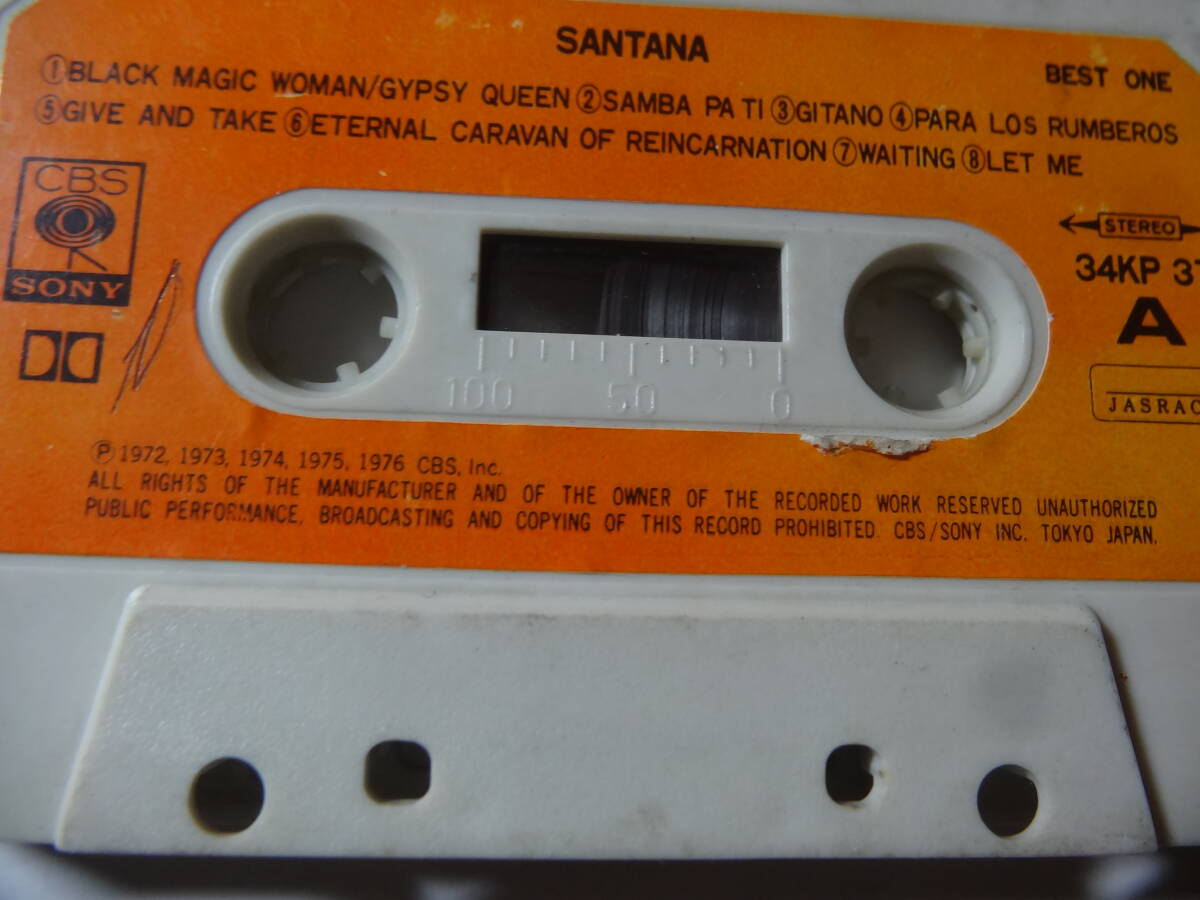 SANTANA
BEST ONE
①BLACK MAGIC WOMAN/GYPSY QUEEN ②SAMBA PA TI ③GITANO ④PARA LOS RUMBEROS
⑤GIVE AND TAKE ⑥ETERNAL CARAVAN OF REINCARNATION ⑦WAITING ⑧LET ME
CBS
SONY
STEREO
34KP 37
A
JASRAC
100 50 0
Ⓟ 1972, 1973, 1974, 1975, 1976 CBS, Inc.
ALL RIGHTS OF THE MANUFACTURER AND OF THE OWNER OF THE RECORDED WORK RESERVED UNAUTHORIZED
PUBLIC PERFORMANCE, BROADCASTING AND COPYING OF THIS RECORD PROHIBITED. CBS/SONY INC. TOKYO JAPAN.